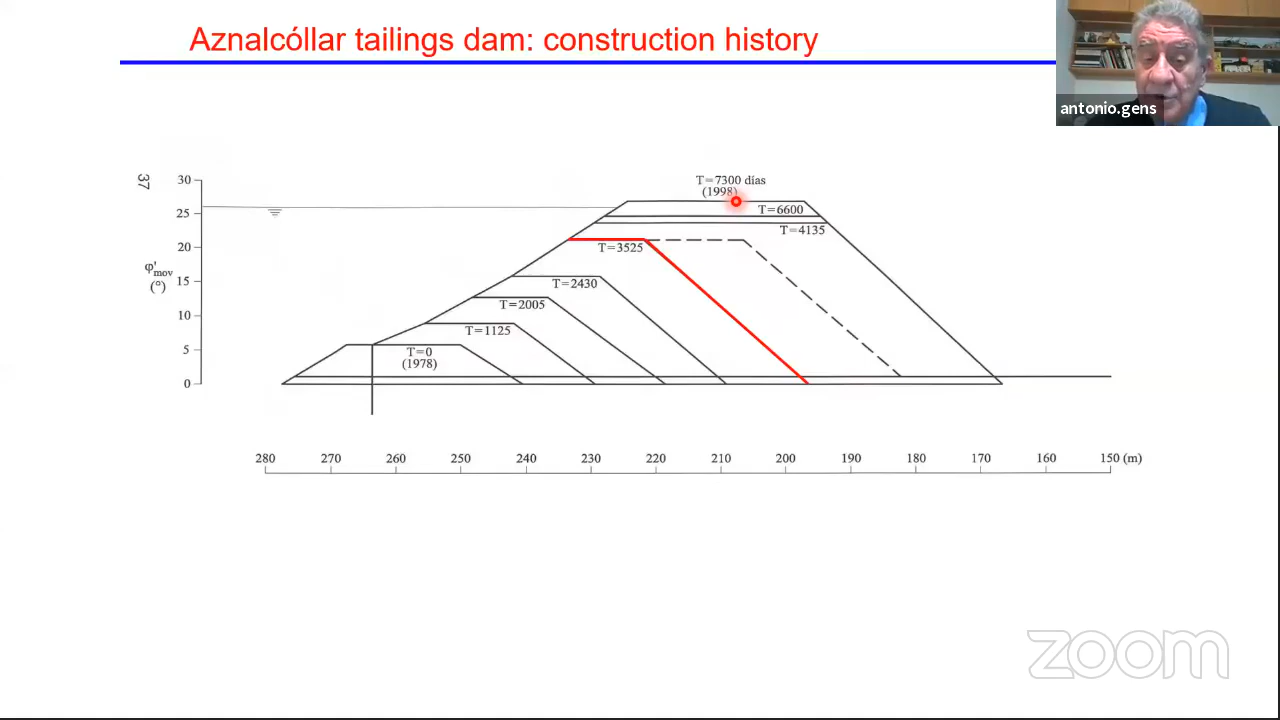 Aznalcóllar tailings dam: construction history
antonio.gens
37
30
25
20
15
10
5
0
φ'mov
(°)
T=7300 días
(1998)
T=6600
T=4135
T=3525
T=2430
T=2005
T=1125
T=0
(1978)
280 270 260 250 240 230 220 210 200 190 180 170 160 150 (m)
zoom